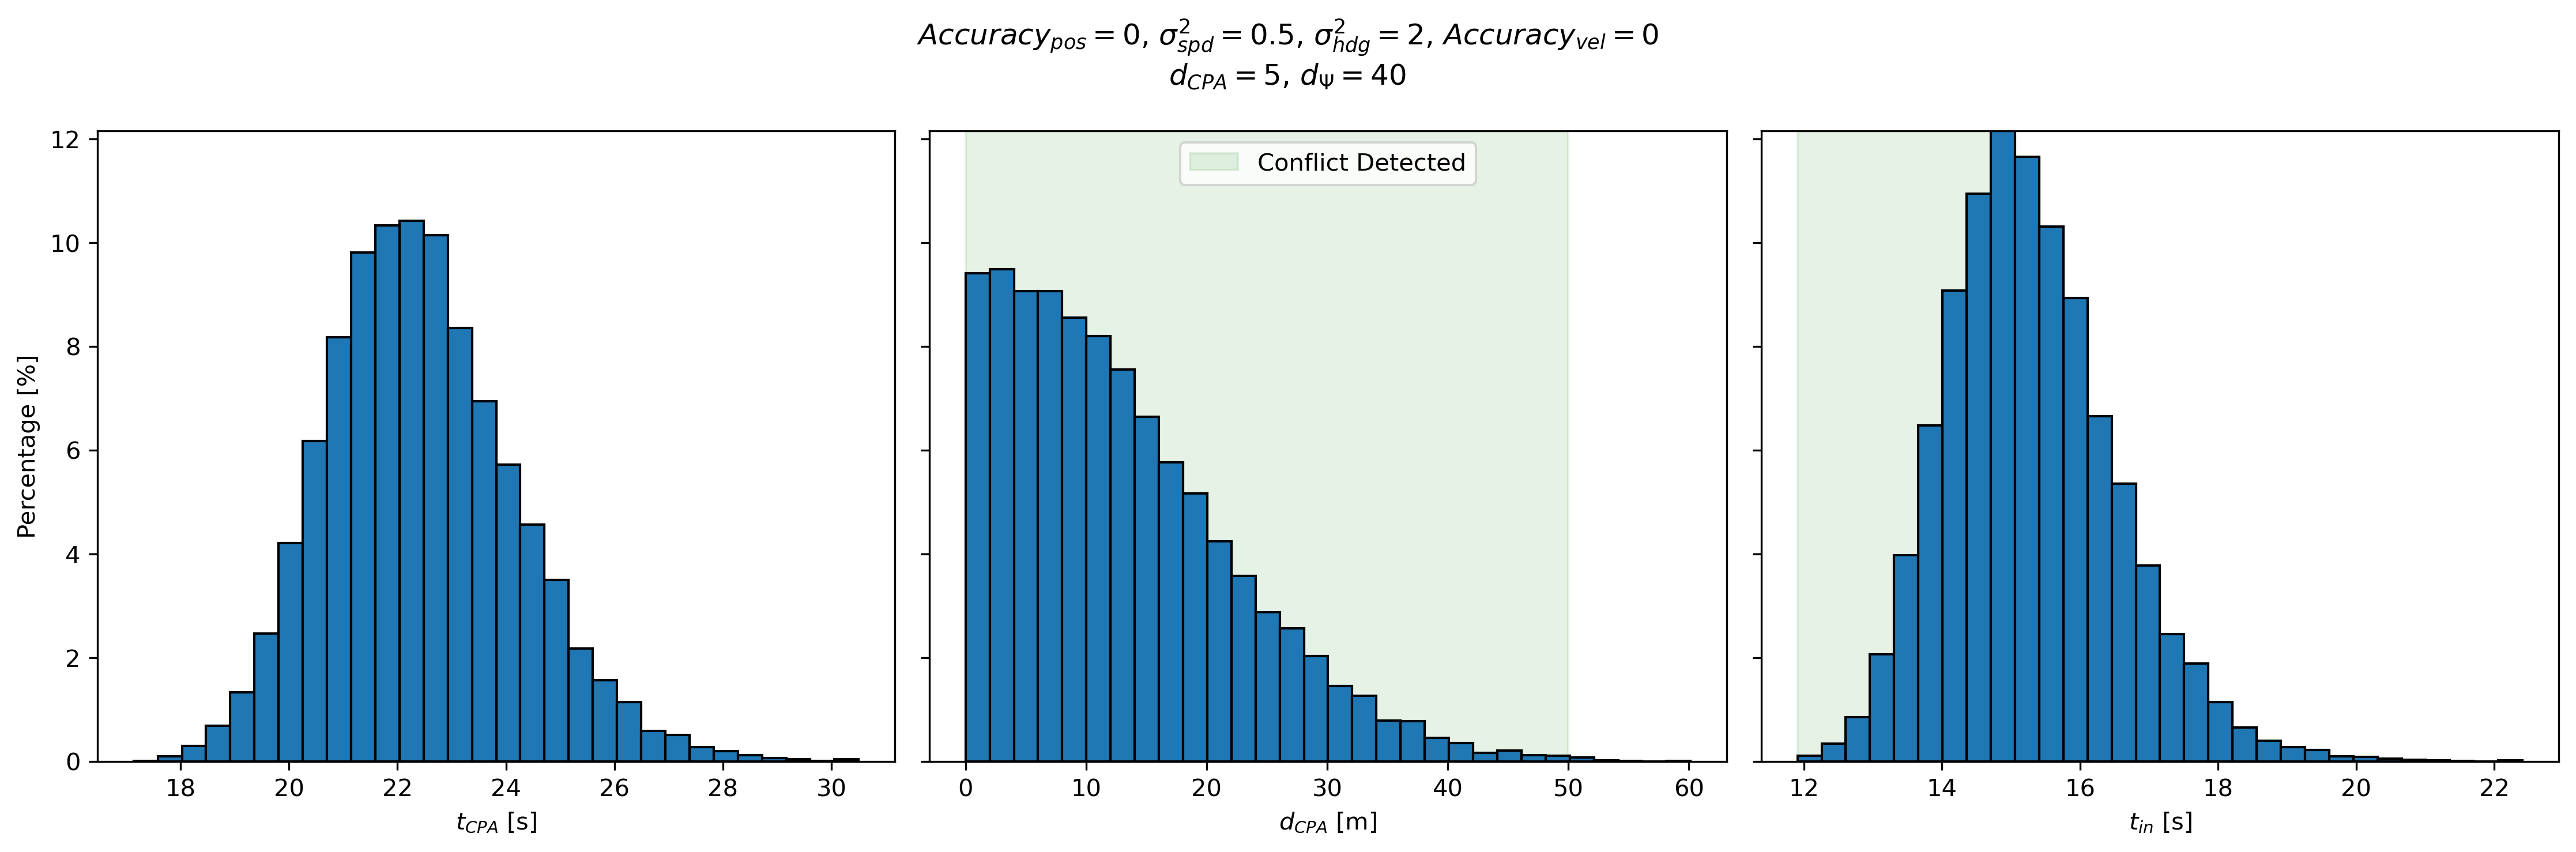 Accuracy_pos = 0, σ²_spd = 0.5, σ²_hdg = 2, Accuracy_vel = 0
d_CPA = 5, d_Ψ = 40
Percentage [%]
12
10
8
6
4
2
0
18 20 22 24 26 28 30
t_CPA [s]
Conflict Detected
0 10 20 30 40 50 60
d_CPA [m]
12 14 16 18 20 22
t_in [s]